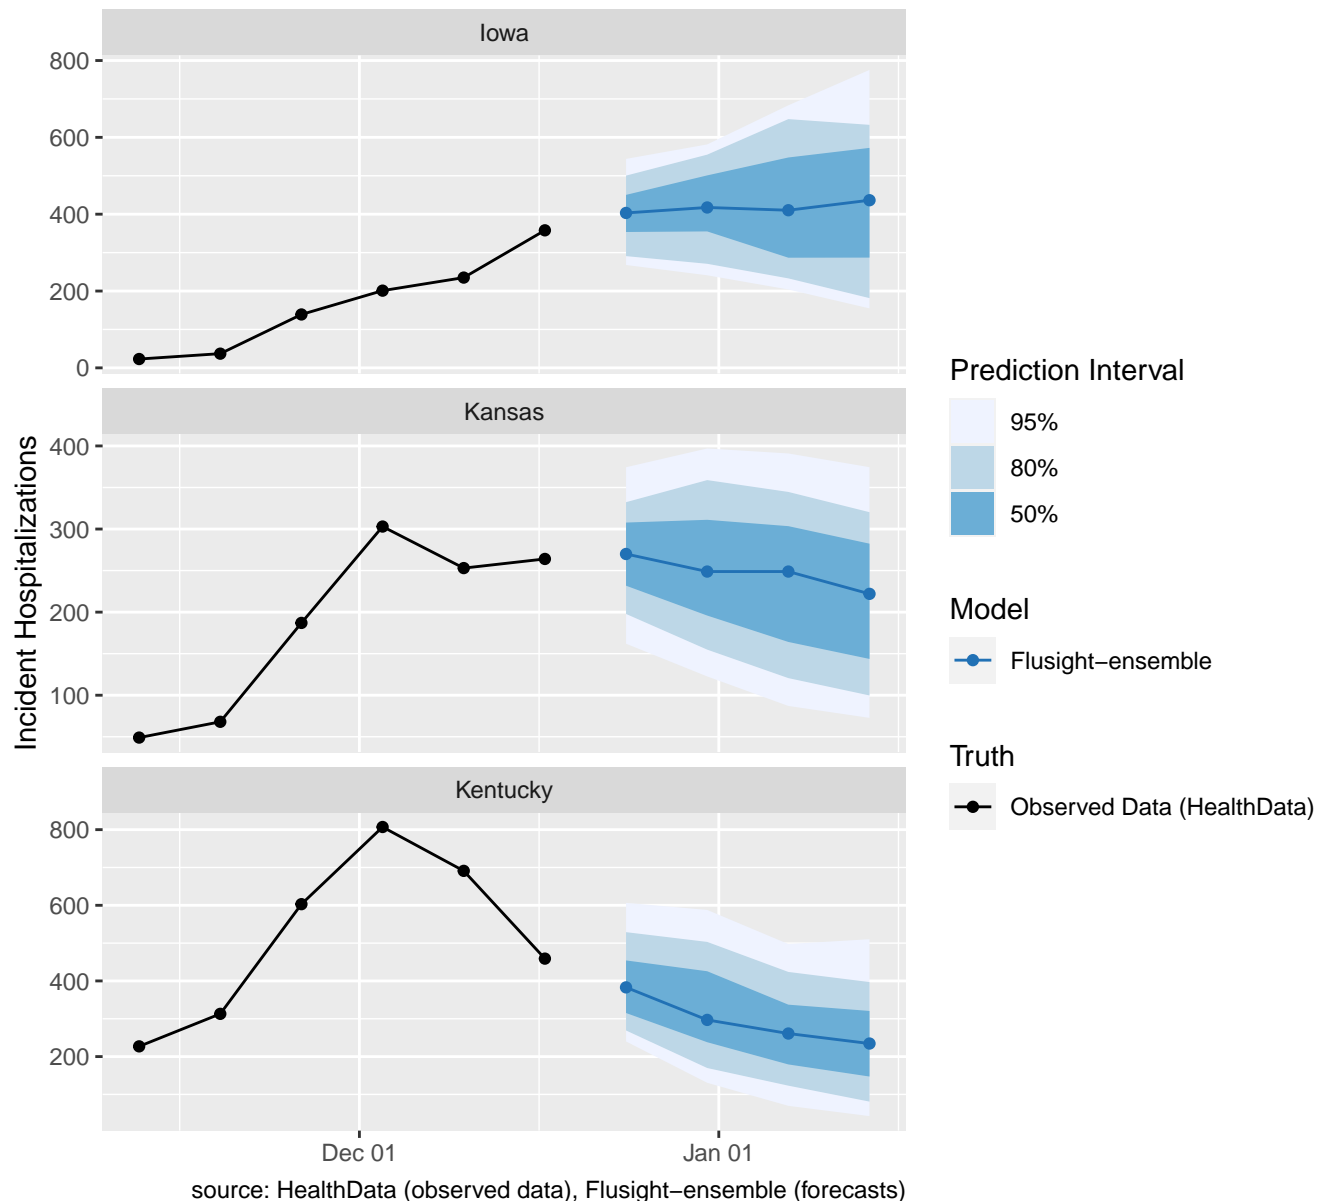 Iowa
800
600
400
200
0
Kansas
400
300
200
100
Kentucky
800
600
400
200
Dec 01
Jan 01
Incident Hospitalizations
source: HealthData (observed data), Flusight−ensemble (forecasts)
Prediction Interval
95%
80%
50%
Model
Flusight−ensemble
Truth
Observed Data (HealthData)